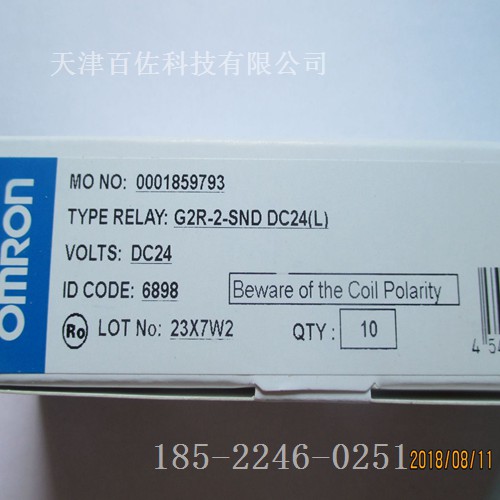 天津百佐科技有限公司
OMRON
MO NO: 0001859793
TYPE RELAY: G2R-2-SND DC24(L)
VOLTS: DC24
ID CODE: 6898
Beware of the Coil Polarity
Ro LOT No: 23X7W2
QTY : 10
4 54
185-2246-0251
2018/08/11